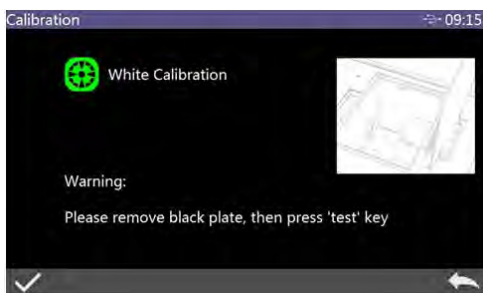 Calibration 09:15
White Calibration
Warning:
Please remove black plate, then press 'test' key